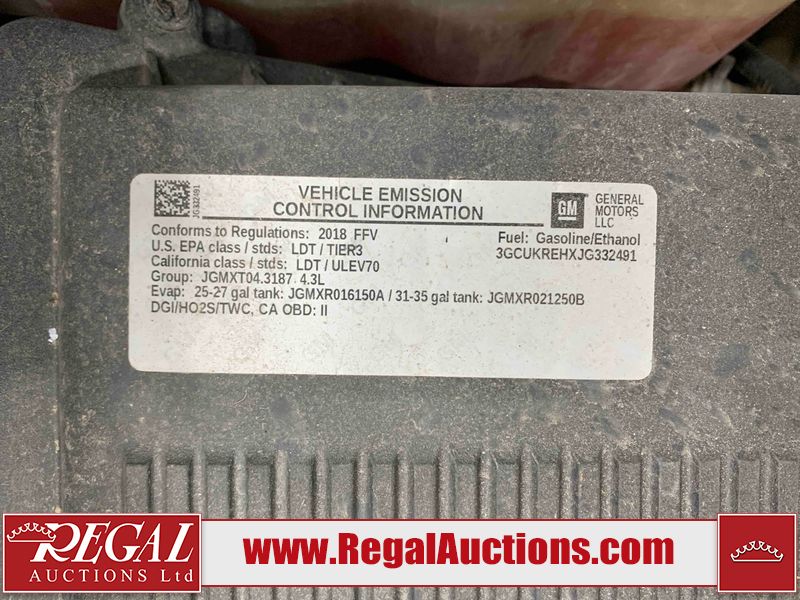 JG332491
VEHICLE EMISSION
CONTROL INFORMATION
GM
GENERAL
MOTORS
LLC
Conforms to Regulations: 2018 FFV
Fuel: Gasoline/Ethanol
U.S. EPA class / stds: LDT / TIER3
3GCUKREHXJG332491
California class / stds: LDT / ULEV70
Group: JGMXT04.3187 4.3L
Evap: 25-27 gal tank: JGMXR016150A / 31-35 gal tank: JGMXR021250B
DGI/HO2S/TWC, CA OBD: II
REGAL
AUCTIONS Ltd
www.RegalAuctions.com